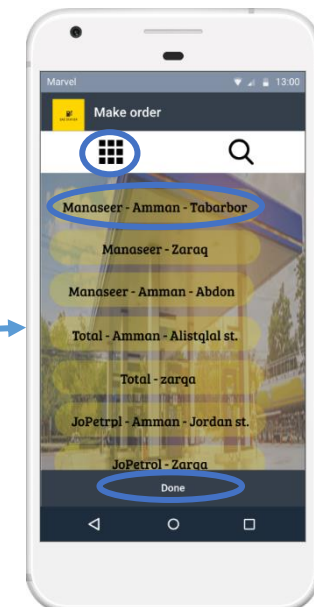 Marvel
13:00
Make order
Manaseer - Amman - Tabarbor
Manaseer - Zaraq
Manaseer - Amman - Abdon
Total - Amman - Alistqlal st.
Total - zarqa
JoPetrpl - Amman - Jordan st.
JoPetrol - Zarqa
Done